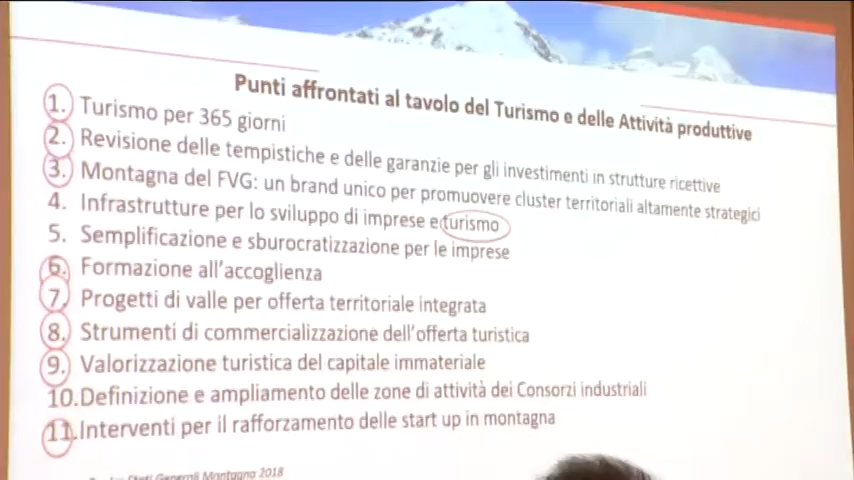 Punti affrontati al tavolo del Turismo e delle Attività produttive
1. Turismo per 365 giorni
2. Revisione delle tempistiche e delle garanzie per gli investimenti in strutture ricettive
3. Montagna del FVG: un brand unico per promuovere cluster territoriali altamente strategici
4. Infrastrutture per lo sviluppo di imprese e turismo
5. Semplificazione e sburocratizzazione per le imprese
6. Formazione all'accoglienza
7. Progetti di valle per offerta territoriale integrata
8. Strumenti di commercializzazione dell'offerta turistica
9. Valorizzazione turistica del capitale immateriale
10.Definizione e ampliamento delle zone di attività dei Consorzi industriali
11.Interventi per il rafforzamento delle start up in montagna
Stati Generali Montagna 2018